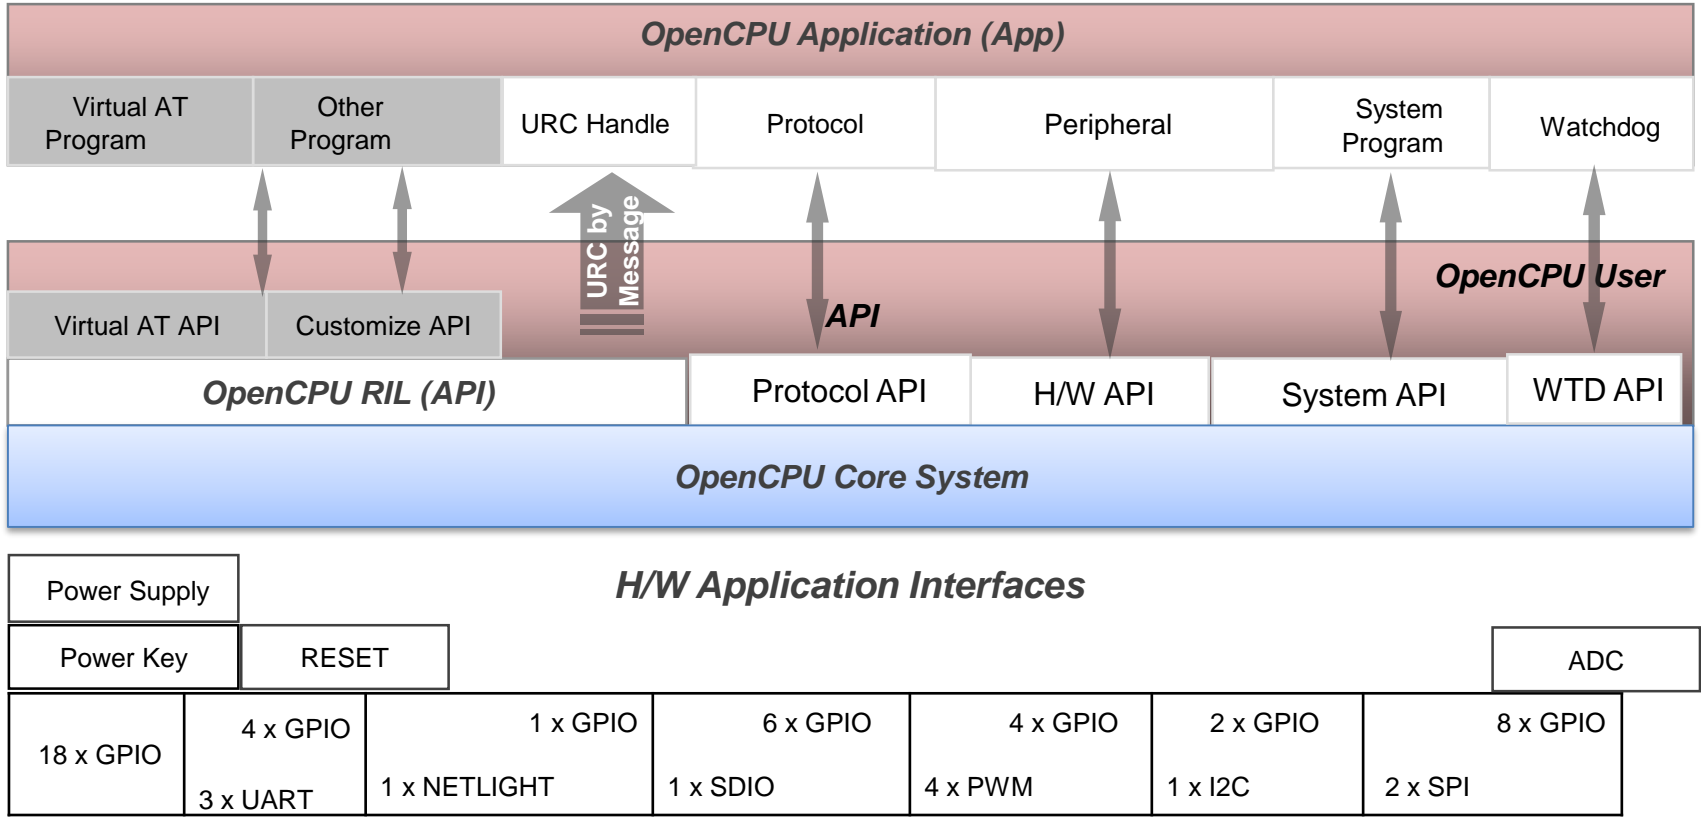 OpenCPU Application (App)
Virtual AT
Program
Other
Program
URC Handle
Protocol
Peripheral
System
Program
Watchdog
URC by
Message
OpenCPU User
API
Virtual AT API
Customize API
OpenCPU RIL (API)
Protocol API
H/W API
System API
WTD API
OpenCPU Core System
H/W Application Interfaces
Power Supply
Power Key
RESET
ADC
18 x GPIO
4 x GPIO
3 x UART
1 x GPIO
1 x NETLIGHT
6 x GPIO
1 x SDIO
4 x GPIO
4 x PWM
2 x GPIO
1 x I2C
8 x GPIO
2 x SPI